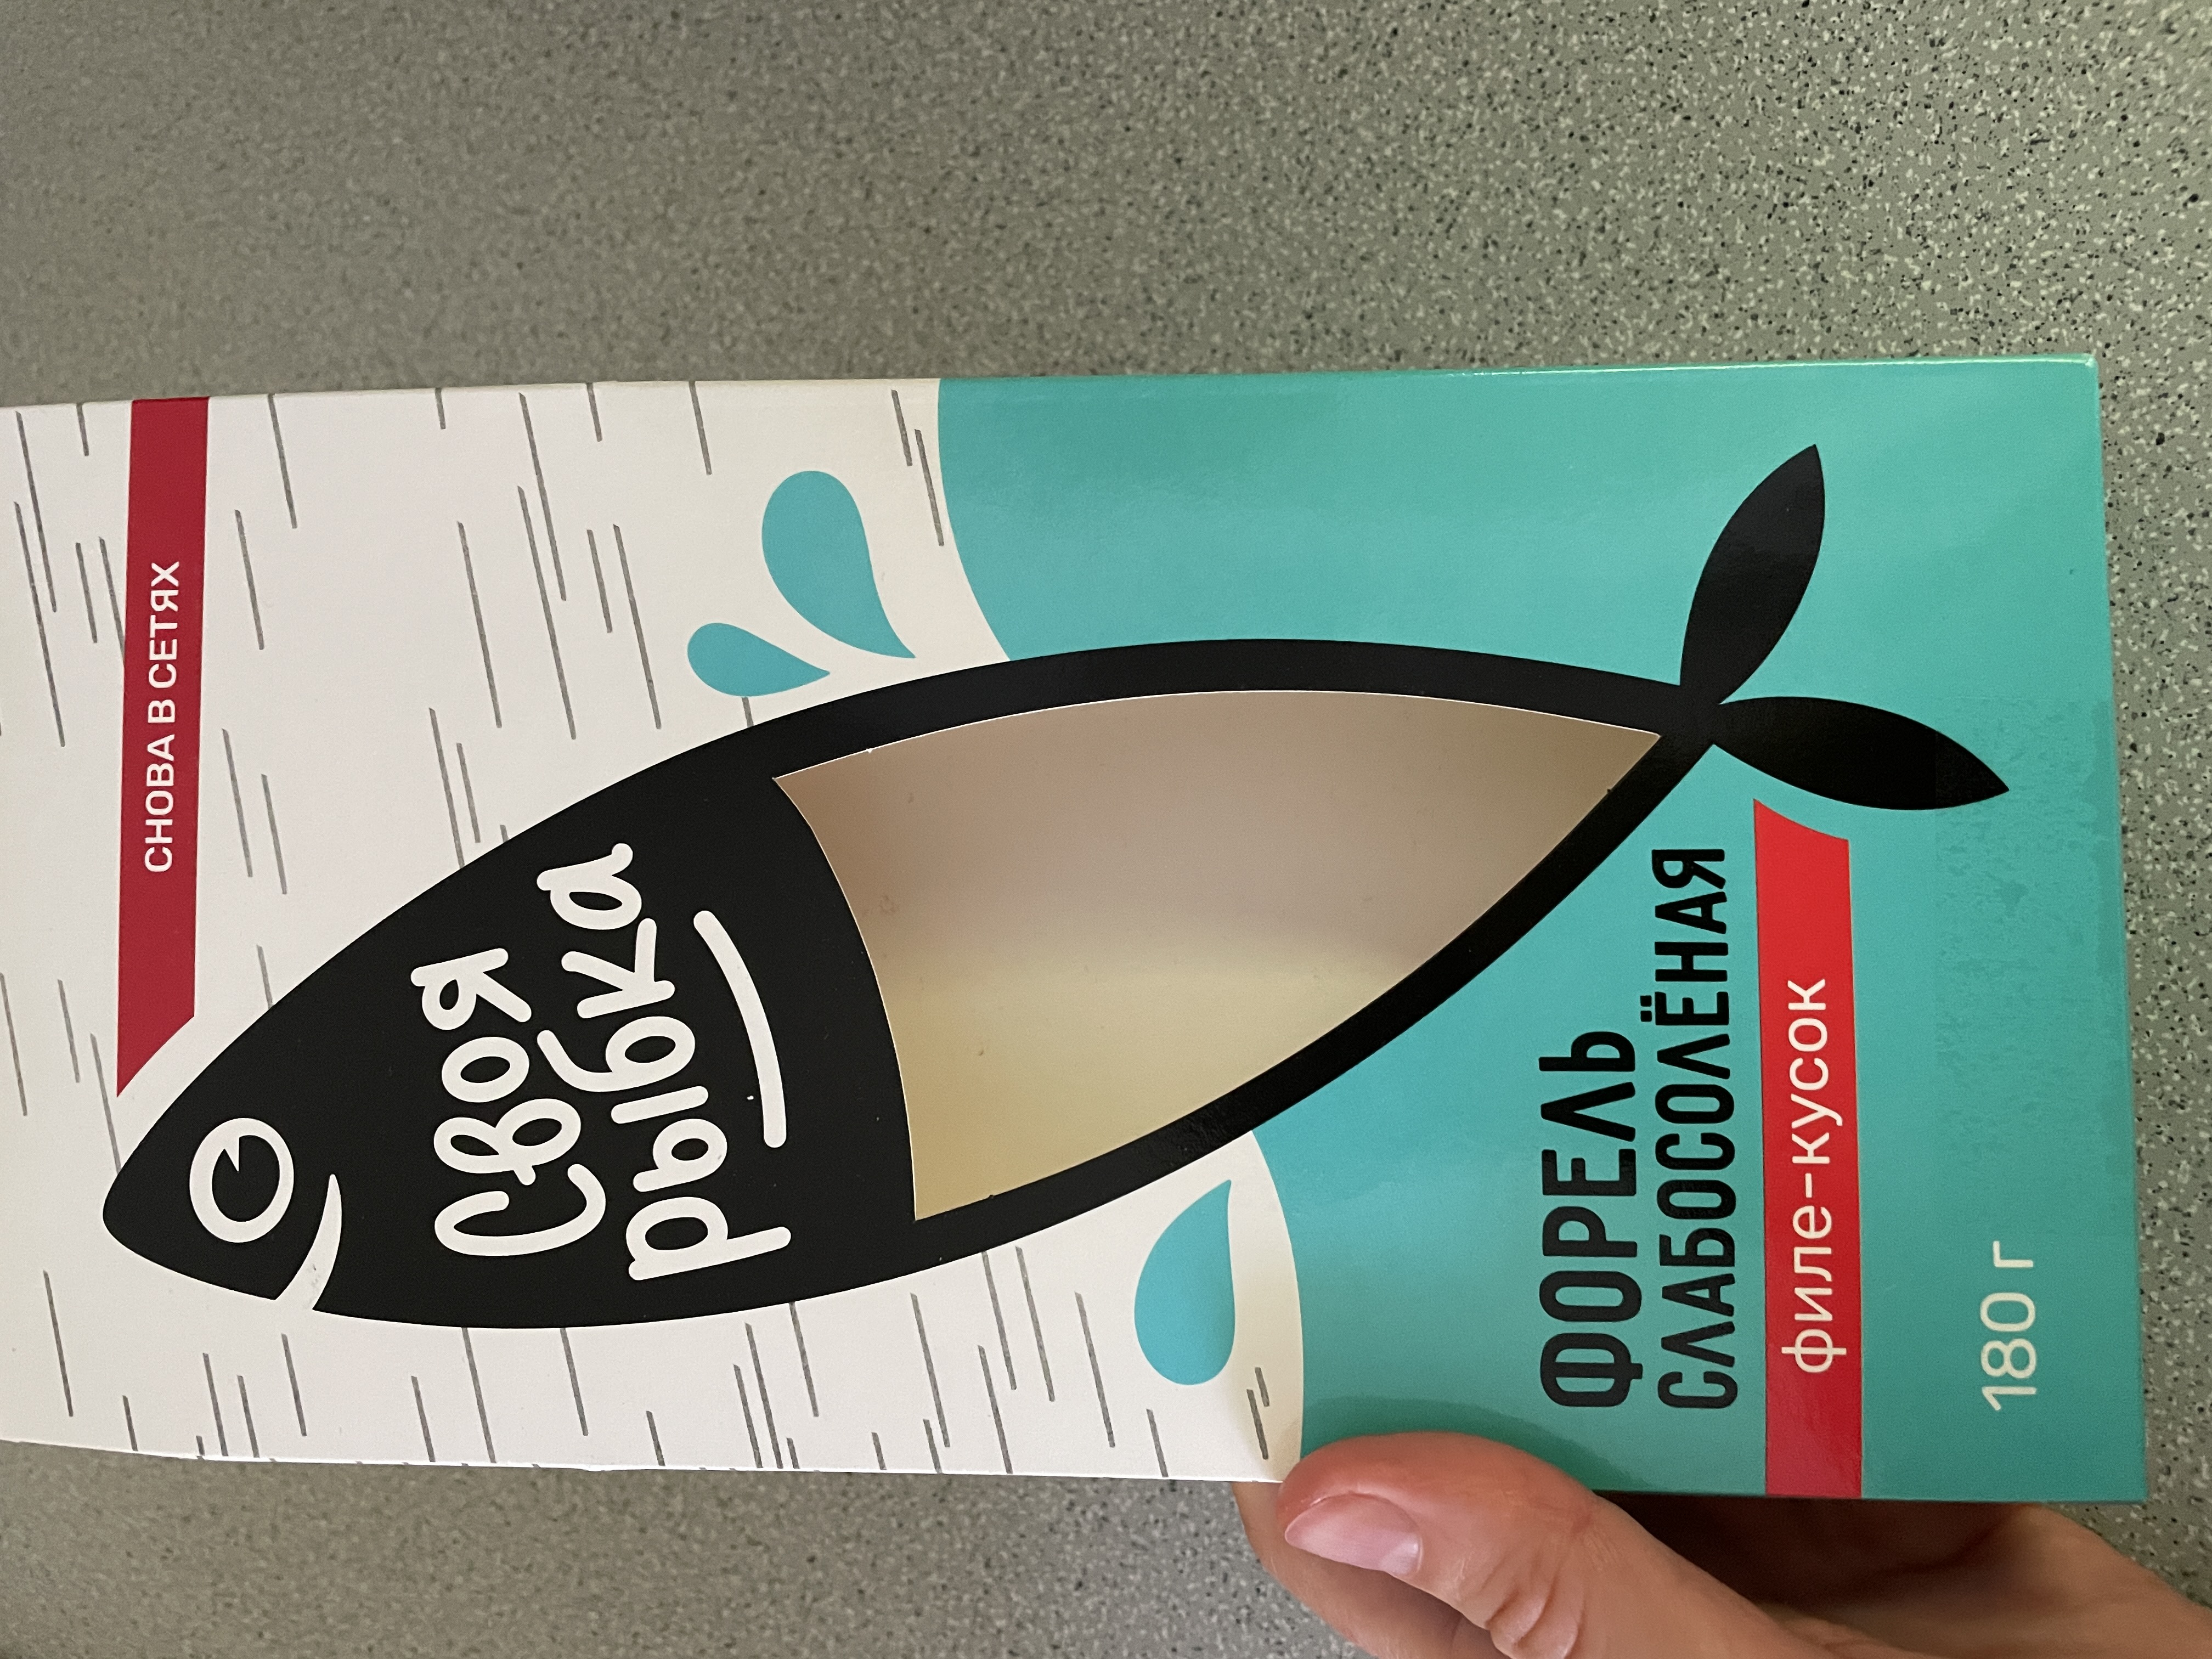 СНОВА В СЕТЯХ
Своя
рыбка
ФОРЕЛЬ
СЛАБОСОЛЁНАЯ
филе-кусок
180 г